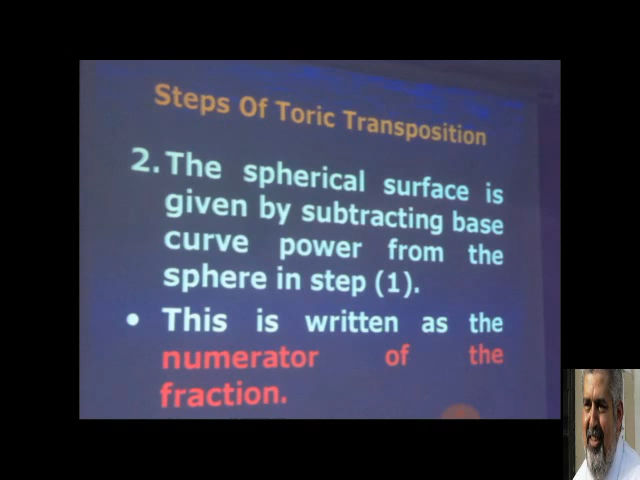 Steps Of Toric Transposition
2. The spherical surface is
given by subtracting base
curve power from the
sphere in step (1).
• This is written as the
numerator of the
fraction.